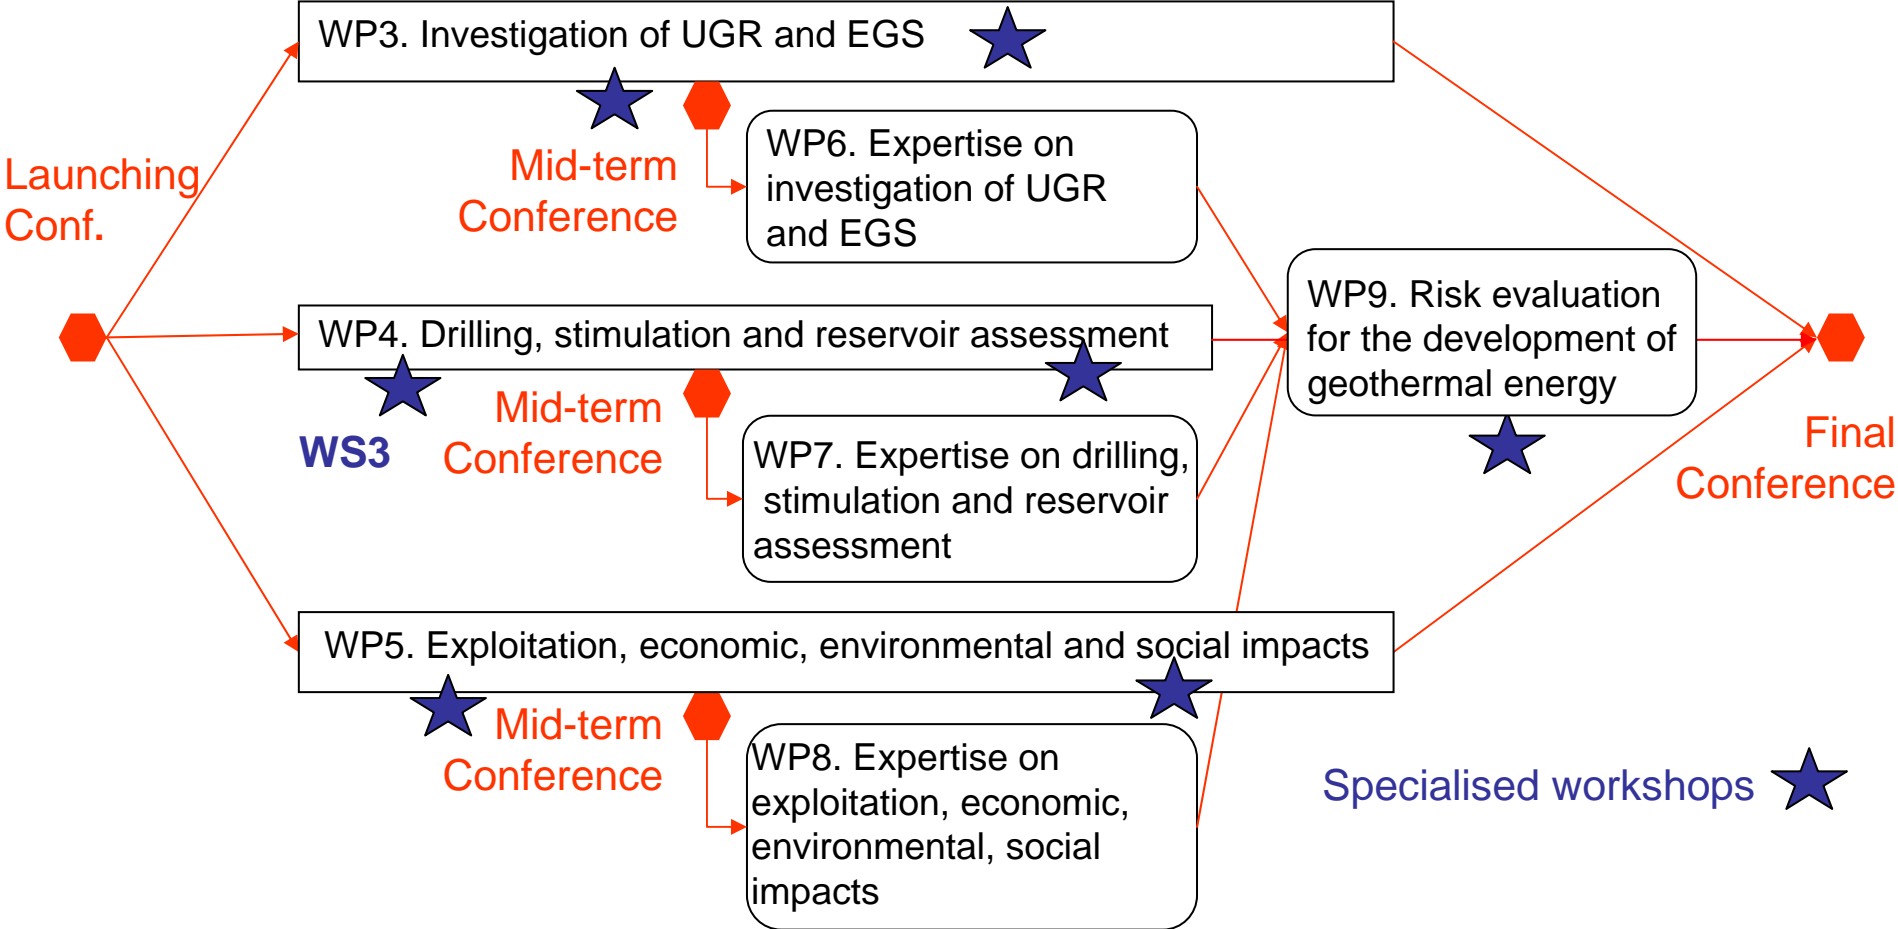 WP3. Investigation of UGR and EGS
Launching
Conf.
Mid-term
Conference
WP6. Expertise on
investigation of UGR
and EGS
WP4. Drilling, stimulation and reservoir assessment
WS3
Mid-term
Conference
WP7. Expertise on drilling,
stimulation and reservoir
assessment
WP9. Risk evaluation
for the development of
geothermal energy
Final
Conference
WP5. Exploitation, economic, environmental and social impacts
Mid-term
Conference
WP8. Expertise on
exploitation, economic,
environmental, social
impacts
Specialised workshops